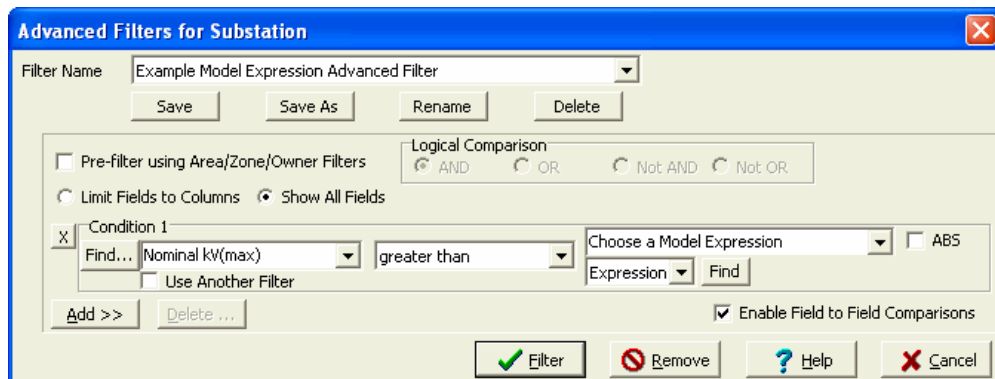 Advanced Filters for Substation
Filter Name Example Model Expression Advanced Filter
Save Save As Rename Delete
Logical Comparison
Pre-filter using Area/Zone/Owner Filters AND OR Not AND Not OR
Limit Fields to Columns Show All Fields
X Condition 1
Choose a Model Expression ABS
Find... Nominal kV(max) greater than
Expression Find
Use Another Filter
Add >> Delete ... Enable Field to Field Comparisons
Filter Remove ? Help Cancel